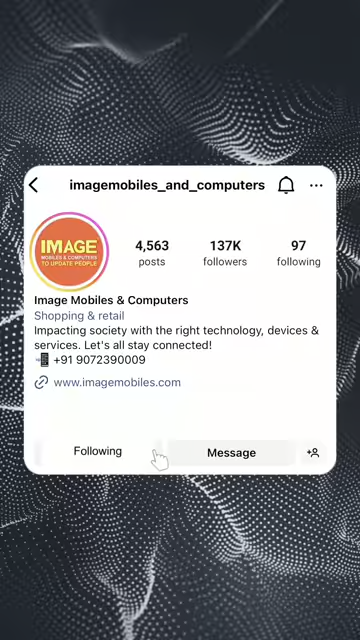 imagemobiles_and_computers
IMAGE
MOBILES & COMPUTERS
TO UPDATE PEOPLE
4,563 137K 97
posts followers following
Image Mobiles & Computers
Shopping & retail
Impacting society with the right technology, devices &
services. Let's all stay connected!
+91 9072390009
www.imagemobiles.com
Following Message